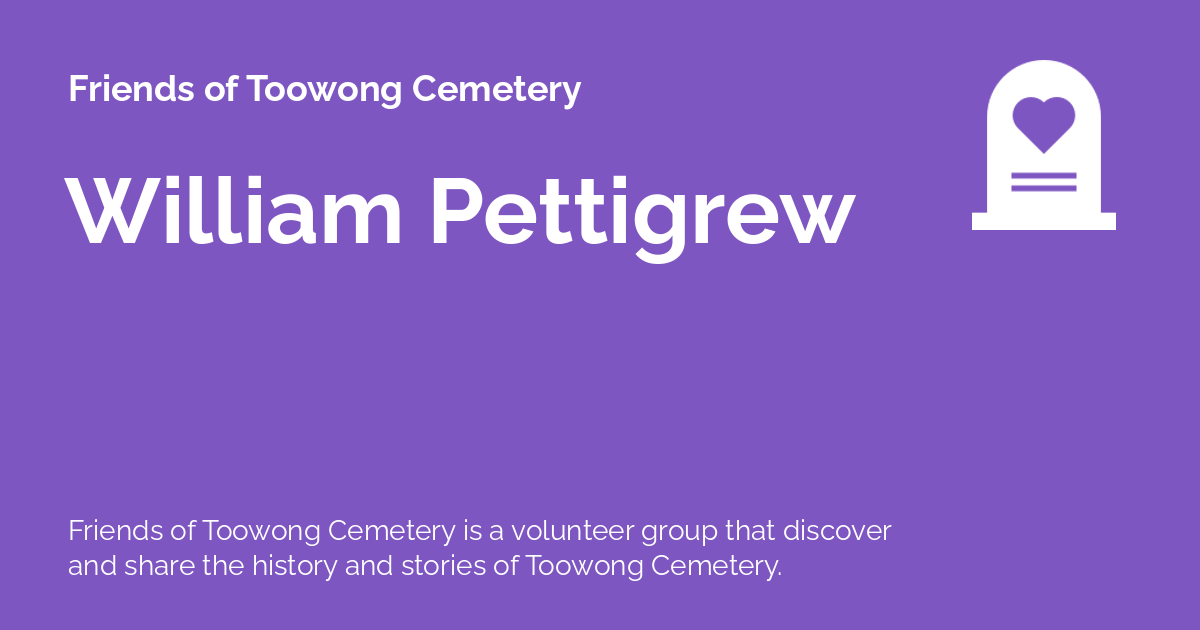 Friends of Toowong Cemetery
William Pettigrew
Friends of Toowong Cemetery is a volunteer group that discover
and share the history and stories of Toowong Cemetery.